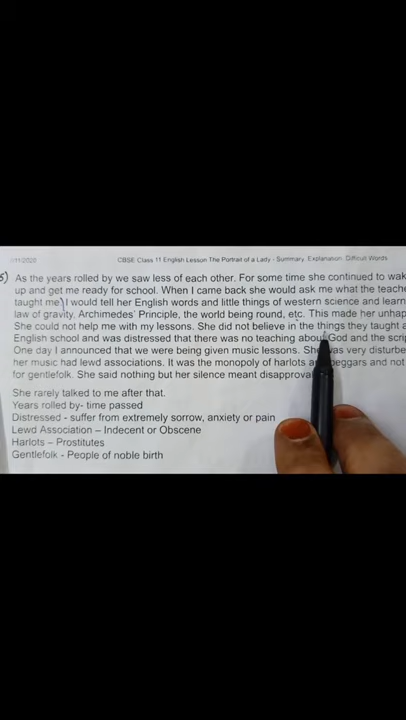 /11/2020 CBSE Class 11 English Lesson The Portrait of a Lady - Summary, Explanation, Difficult Words
5) As the years rolled by we saw less of each other. For some time she continued to wak
up and get me ready for school. When I came back she would ask me what the teache
taught me. I would tell her English words and little things of western science and learn
law of gravity, Archimedes' Principle, the world being round, etc. This made her unhap
She could not help me with my lessons. She did not believe in the things they taught a
English school and was distressed that there was no teaching about God and the scrip
One day I announced that we were being given music lessons. She was very disturbe
her music had lewd associations. It was the monopoly of harlots a beggars and not
for gentlefolk. She said nothing but her silence meant disapproval
She rarely talked to me after that.
Years rolled by- time passed
Distressed - suffer from extremely sorrow, anxiety or pain
Lewd Association – Indecent or Obscene
Harlots – Prostitutes
Gentlefolk - People of noble birth